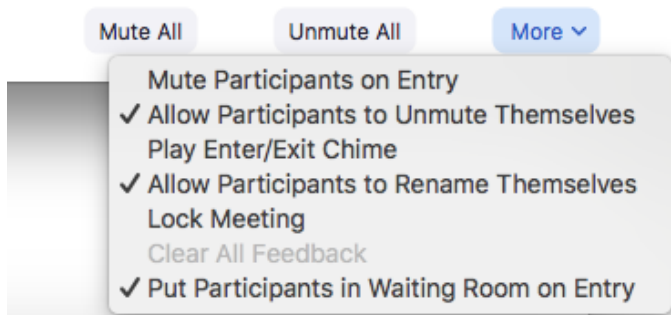 Mute All Unmute All More
Mute Participants on Entry
✓ Allow Participants to Unmute Themselves
Play Enter/Exit Chime
✓ Allow Participants to Rename Themselves
Lock Meeting
Clear All Feedback
✓ Put Participants in Waiting Room on Entry